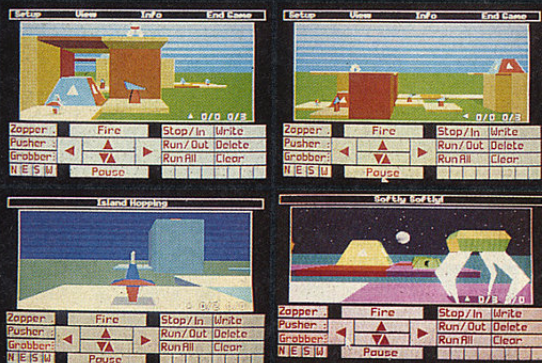 Setup View Info End Game
0/0 0/3
Zapper Fire Stop/In Write
Pusher Run/Out Delete
Grabber Run All Clear
N E S W Pause
Setup View Info End Game
0/0 0/3
Zapper Fire Stop/In Write
Pusher Run/Out Delete
Grabber Run All Clear
N E S W Pause
Island Hopping
Zapper Fire Stop/In Write
Pusher Run/Out Delete
Grabber Run All Clear
N E S W Pause
Softly Softly!
Zapper Fire Stop/In Write
Pusher Run/Out Delete
Grabber Run All Clear
N E S W Pause